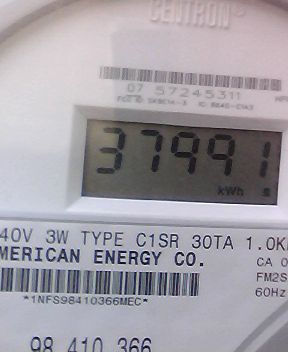 CENTRON®
07 57245311
37991
kWh
40V 3W TYPE C1SR 30TA 1.0K
MERICAN ENERGY CO.
CA 0
FM2S
60Hz
*1NFS98410366MEC*
98 410 366